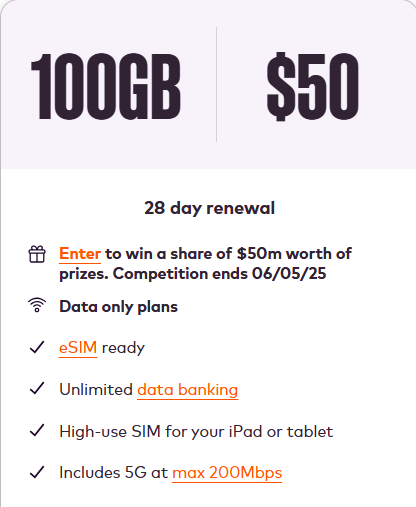 100GB
$50
28 day renewal
Enter to win a share of $50m worth of
prizes. Competition ends 06/05/25
Data only plans
eSIM ready
Unlimited data banking
High-use SIM for your iPad or tablet
Includes 5G at max 200Mbps